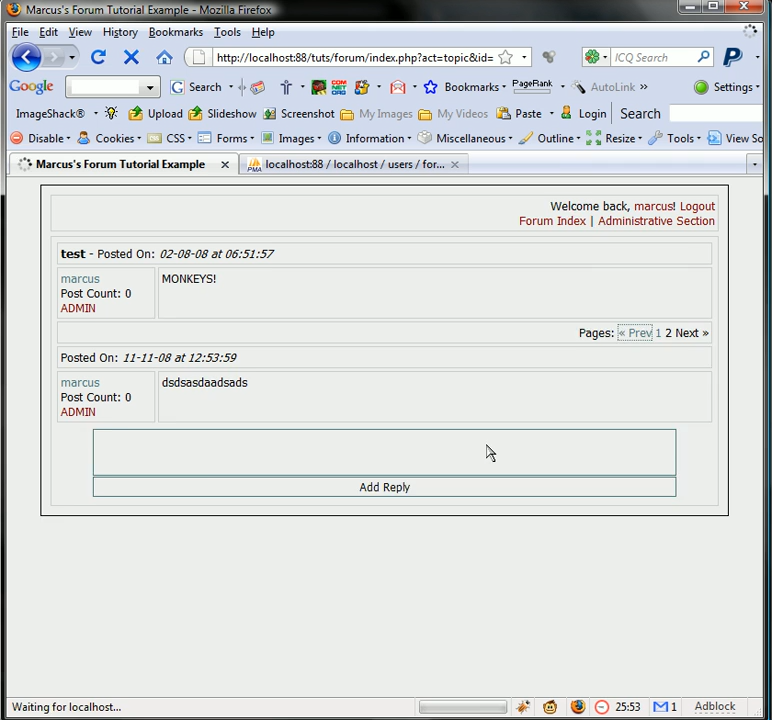 Marcus's Forum Tutorial Example - Mozilla Firefox
File Edit View History Bookmarks Tools Help
http://localhost:88/tuts/forum/index.php?act=topic&id= ICQ Search
Google Search Bookmarks PageRank AutoLink » Settings
ImageShack® Upload Slideshow Screenshot My Images My Videos Paste Login Search
Disable Cookies CSS Forms Images Information Miscellaneous Outline Resize Tools View So
Marcus's Forum Tutorial Example localhost:88 / localhost / users / for...
Welcome back, marcus! Logout
Forum Index | Administrative Section
test - Posted On: 02-08-08 at 06:51:57
marcus MONKEYS!
Post Count: 0
ADMIN
Pages: « Prev 1 2 Next »
Posted On: 11-11-08 at 12:53:59
marcus dsdsasdaadsads
Post Count: 0
ADMIN
Add Reply
Waiting for localhost... 25:53 1 Adblock